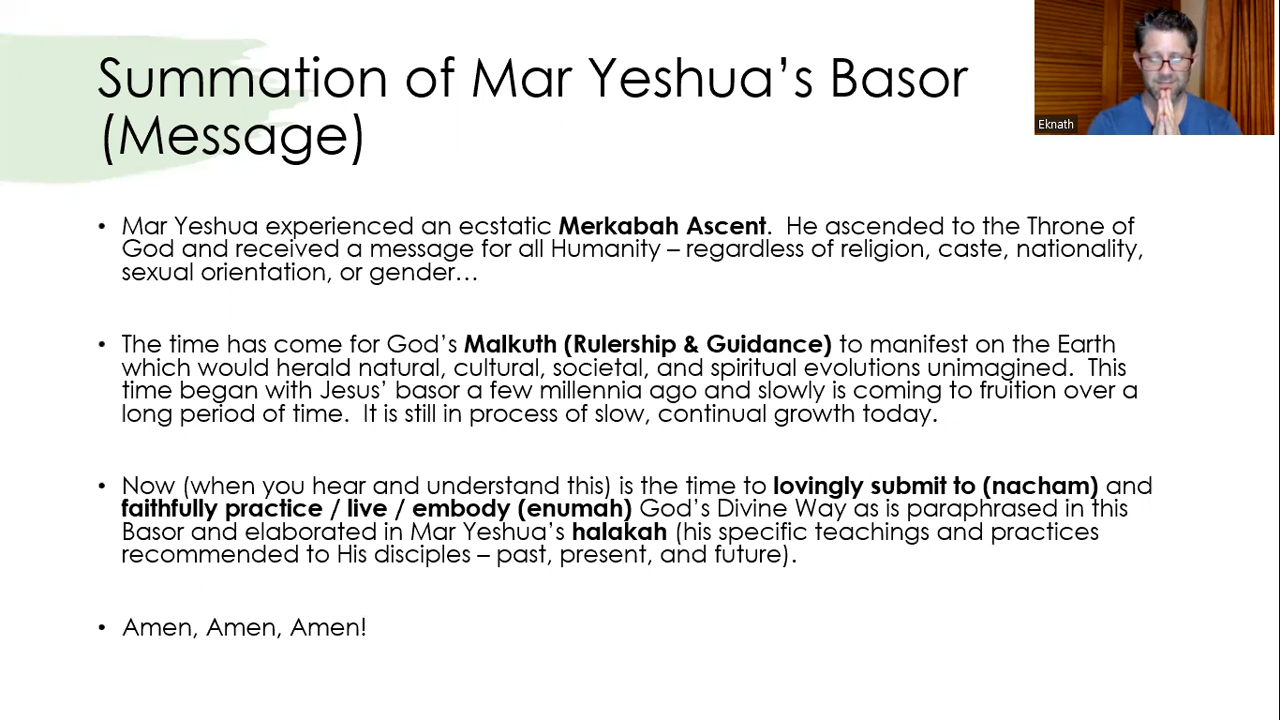 Summation of Mar Yeshua’s Basor
(Message)
Eknath
• Mar Yeshua experienced an ecstatic Merkabah Ascent.  He ascended to the Throne of
God and received a message for all Humanity – regardless of religion, caste, nationality,
sexual orientation, or gender…
• The time has come for God’s Malkuth (Rulership & Guidance) to manifest on the Earth
which would herald natural, cultural, societal, and spiritual evolutions unimagined.  This
time began with Jesus’ basor a few millennia ago and slowly is coming to fruition over a
long period of time.  It is still in process of slow, continual growth today.
• Now (when you hear and understand this) is the time to lovingly submit to (nacham) and
faithfully practice / live / embody (enumah) God’s Divine Way as is paraphrased in this
Basor and elaborated in Mar Yeshua’s halakah (his specific teachings and practices
recommended to His disciples – past, present, and future).
• Amen, Amen, Amen!